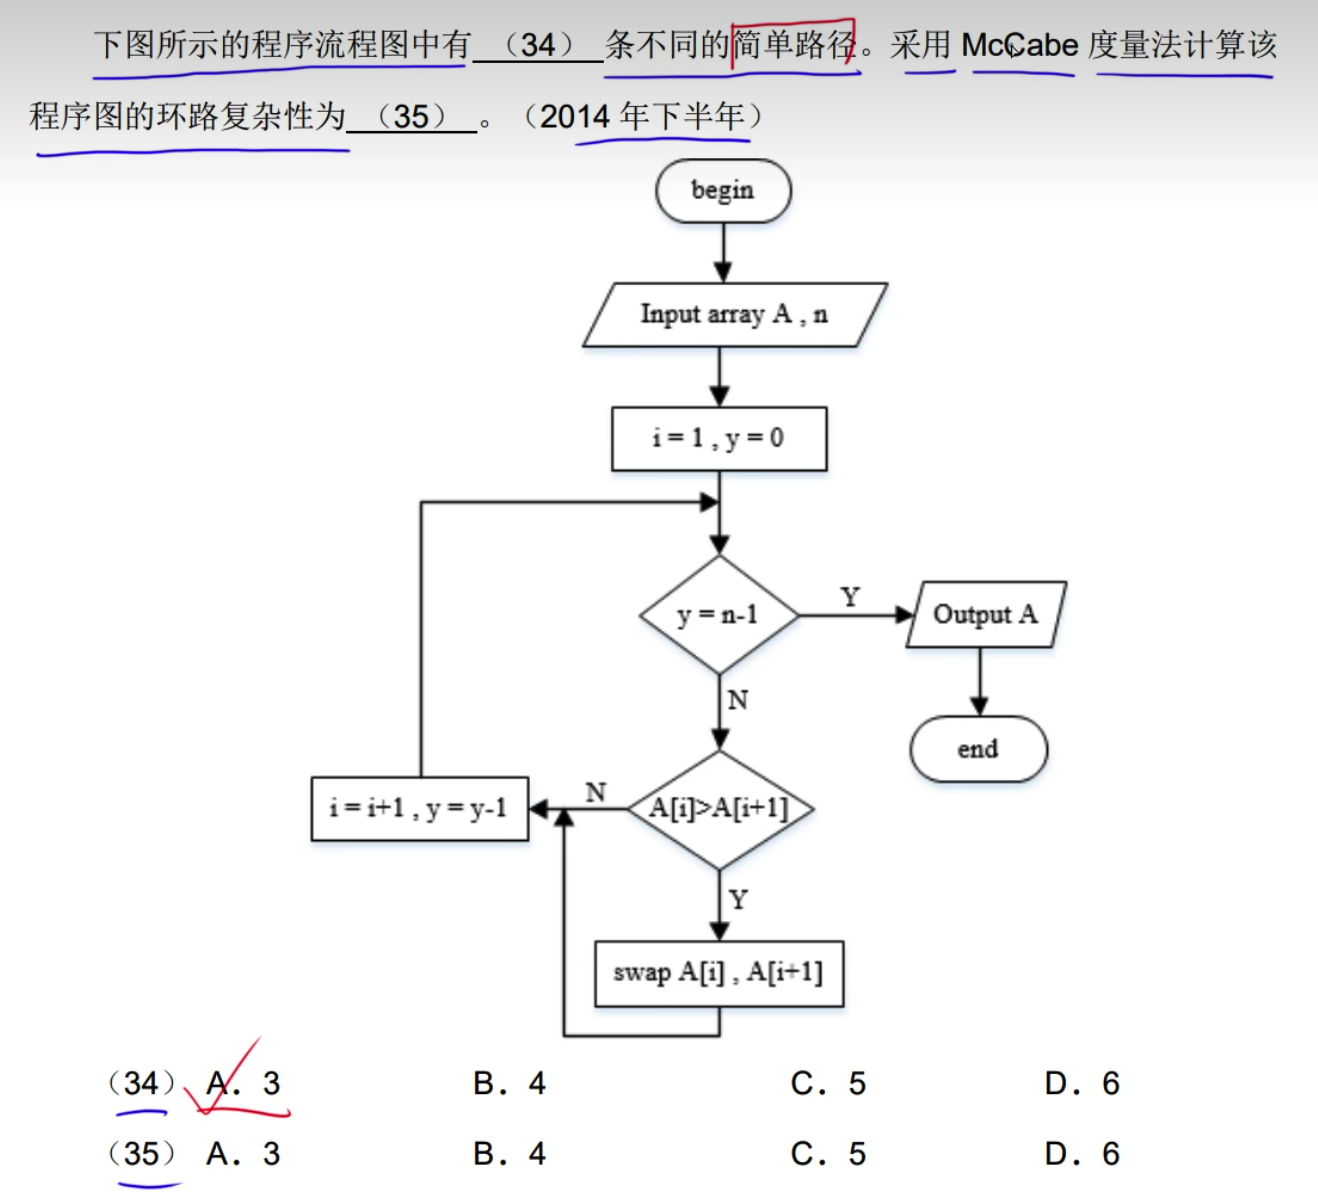 下图所示的程序流程图中有 （34） 条不同的简单路径。采用 McCabe 度量法计算该
程序图的环路复杂性为 （35） 。（2014 年下半年）
begin
Input array A , n
i = 1 , y = 0
y = n-1
Y
Output A
N
end
i = i+1 , y = y-1
N
A[i]>A[i+1]
Y
swap A[i] , A[i+1]
（34） A. 3 B. 4 C. 5 D. 6
（35） A. 3 B. 4 C. 5 D. 6